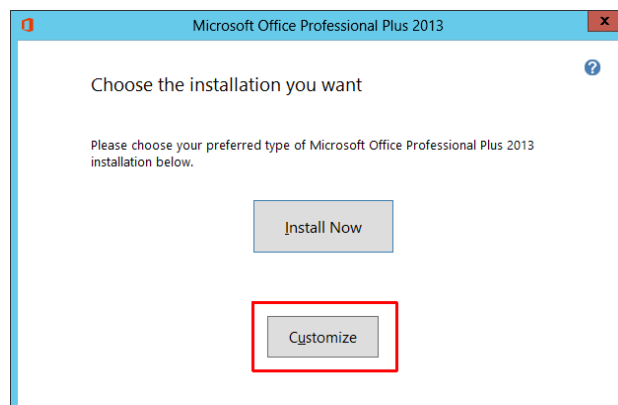 Microsoft Office Professional Plus 2013
x
?
Choose the installation you want
Please choose your preferred type of Microsoft Office Professional Plus 2013
installation below.
Install Now
Customize